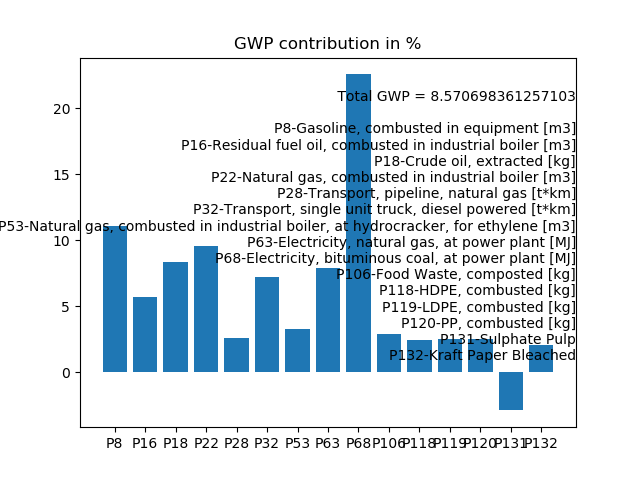 GWP contribution in %
Total GWP = 8.570698361257103
P8-Gasoline, combusted in equipment [m3]
P16-Residual fuel oil, combusted in industrial boiler [m3]
P18-Crude oil, extracted [kg]
P22-Natural gas, combusted in industrial boiler [m3]
P28-Transport, pipeline, natural gas [t*km]
P32-Transport, single unit truck, diesel powered [t*km]
P53-Natural gas, combusted in industrial boiler, at hydrocracker, for ethylene [m3]
P63-Electricity, natural gas, at power plant [MJ]
P68-Electricity, bituminous coal, at power plant [MJ]
P106-Food Waste, composted [kg]
P118-HDPE, combusted [kg]
P119-LDPE, combusted [kg]
P120-PP, combusted [kg]
P131-Sulphate Pulp
P132-Kraft Paper Bleached
20
15
10
5
0
P8 P16 P18 P22 P28 P32 P53 P63 P68 P106 P118 P119 P120 P131 P132